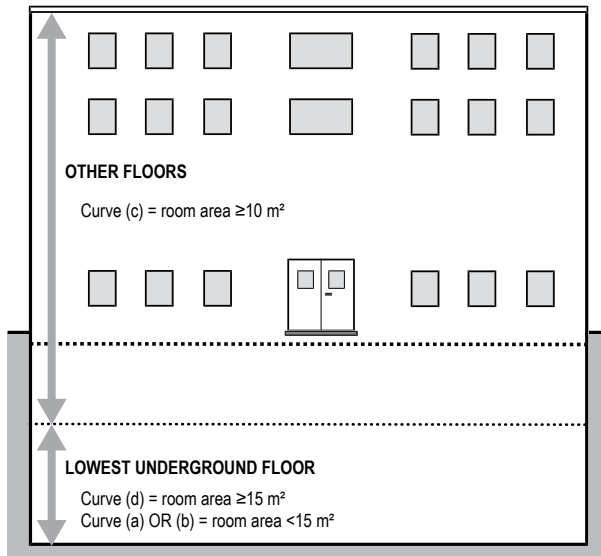 OTHER FLOORS
Curve (c) = room area ≥10 m²
LOWEST UNDERGROUND FLOOR
Curve (d) = room area ≥15 m²
Curve (a) OR (b) = room area <15 m²